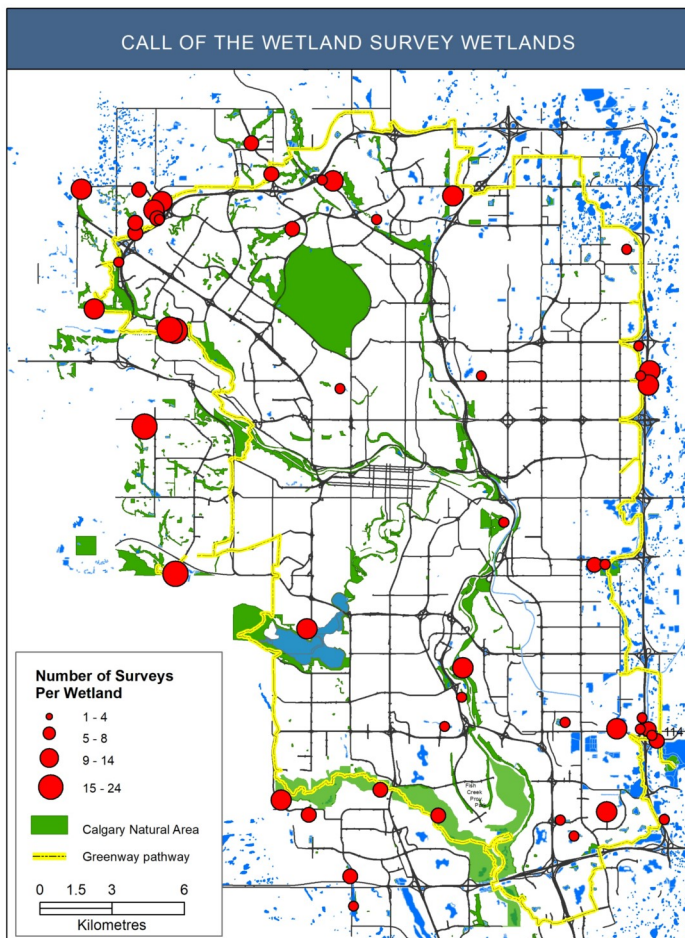 CALL OF THE WETLAND SURVEY WETLANDS
114
Fish
Creek
Prov
Number of Surveys
Per Wetland
1 - 4
5 - 8
9 - 14
15 - 24
Calgary Natural Area
Greenway pathway
0 1.5 3 6
Kilometres